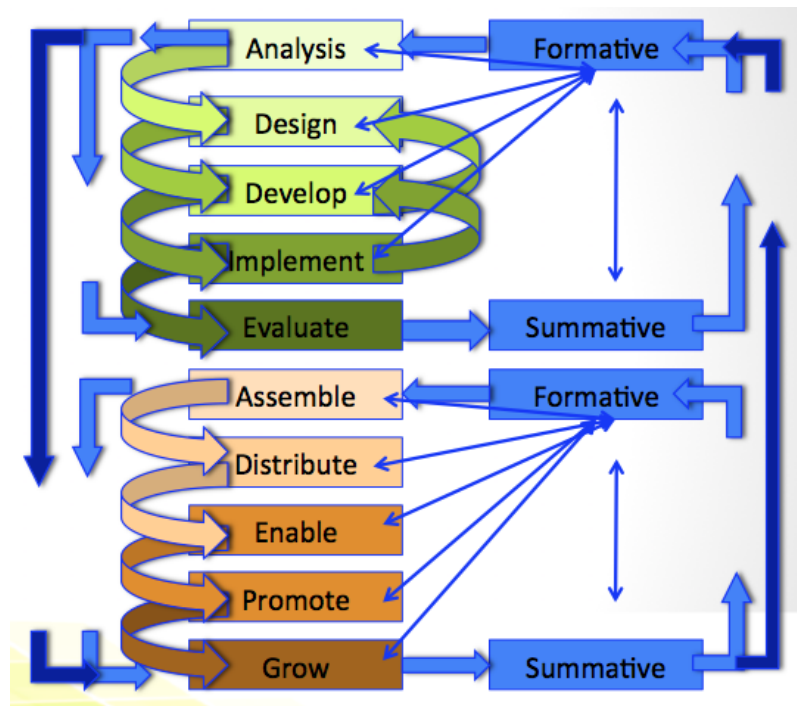 Analysis
Formative
Design
Develop
Implement
Evaluate
Summative
Assemble
Formative
Distribute
Enable
Promote
Grow
Summative